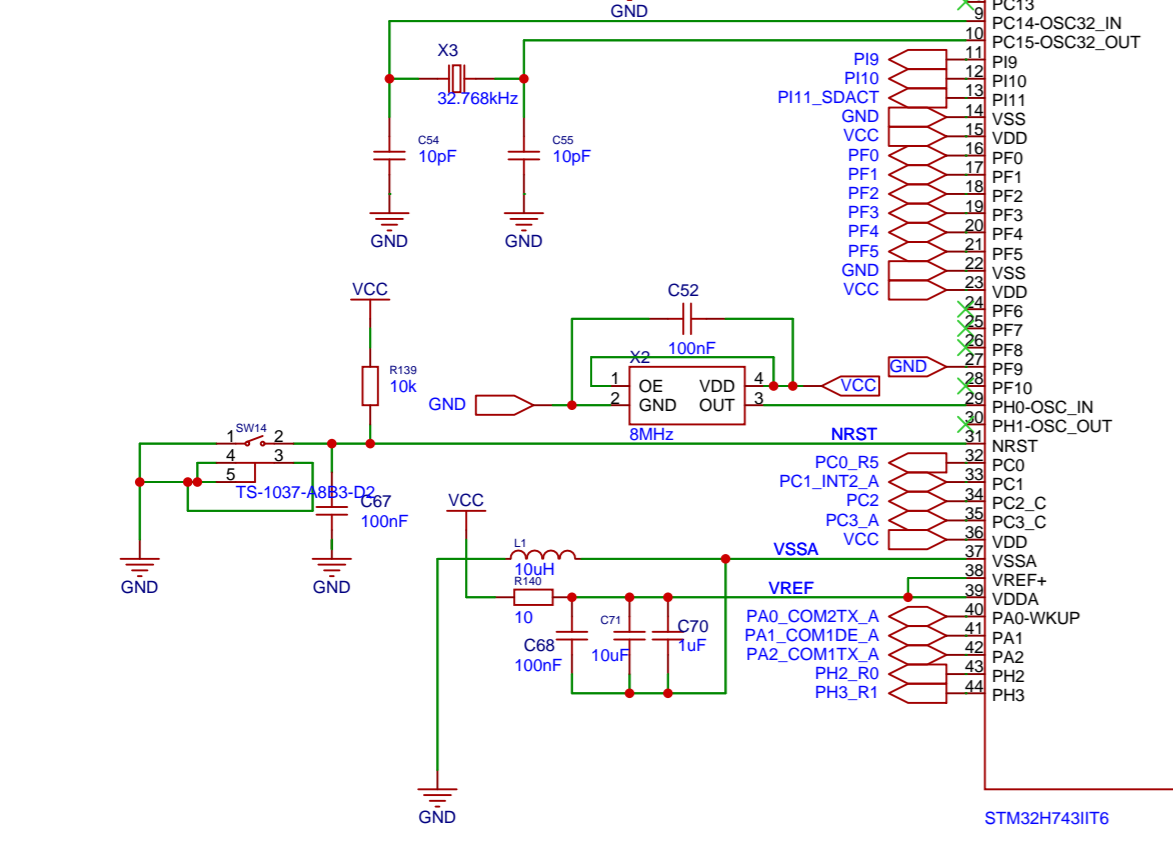 GND
PC13
9
PC14-OSC32_IN
10
PC15-OSC32_OUT
X3
32.768kHz
C54
10pF
C55
10pF
GND
GND
PI9 11 PI9
PI10 12 PI10
PI11_SDACT 13 PI11
GND 14 VSS
VCC 15 VDD
PF0 16 PF0
PF1 17 PF1
PF2 18 PF2
PF3 19 PF3
PF4 20 PF4
PF5 21 PF5
GND 22 VSS
VCC 23 VDD
24 PF6
25 PF7
26 PF8
GND 27 PF9
28 PF10
29 PH0-OSC_IN
30 PH1-OSC_OUT
NRST 31 NRST
PC0_R5 32 PC0
PC1_INT2_A 33 PC1
PC2 34 PC2_C
PC3_A 35 PC3_C
VCC 36 VDD
VSSA 37 VSSA
38 VREF+
VREF 39 VDDA
PA0_COM2TX_A 40 PA0-WKUP
PA1_COM1DE_A 41 PA1
PA2_COM1TX_A 42 PA2
PH2_R0 43 PH2
PH3_R1 44 PH3
VCC
R139
10k
C52
100nF
X2
1 OE VDD 4
2 GND OUT 3
8MHz
GND
VCC
SW14
1 2
4 3
5
TS-1037-A8B3-D2
C67
100nF
GND
GND
VCC
L1
10uH
R140
10
C68
100nF
C71
10uF
C70
1uF
GND
STM32H743IIT6